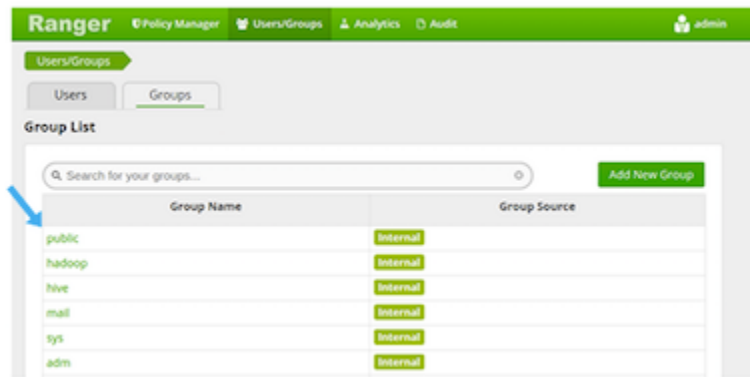 Ranger Policy Manager Users/Groups Analytics Audit admin
Users/Groups
Users Groups
Group List
Search for your groups... Add New Group
Group Name Group Source
public Internal
hadoop Internal
hive Internal
mail Internal
sys Internal
adm Internal